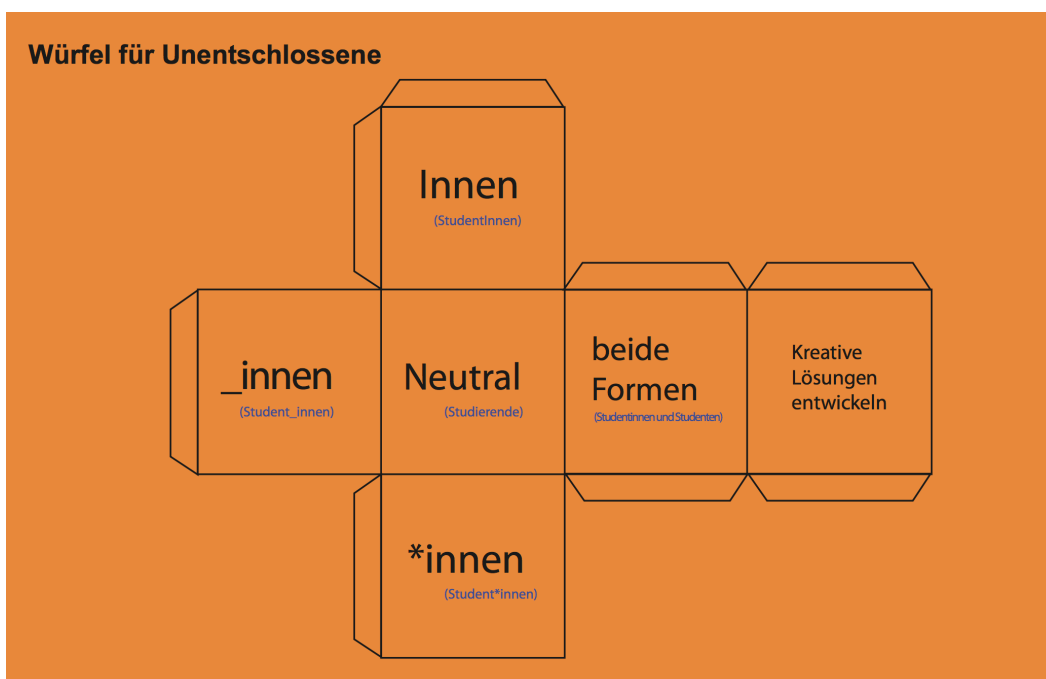 Würfel für Unentschlossene
Innen
(StudentInnen)
_innen
(Student_innen)
Neutral
(Studierende)
beide
Formen
(Studentinnen und Studenten)
Kreative
Lösungen
entwickeln
*innen
(Student*innen)